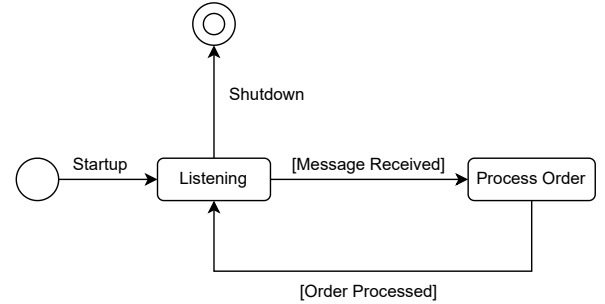 Shutdown
Startup
Listening
[Message Received]
Process Order
[Order Processed]